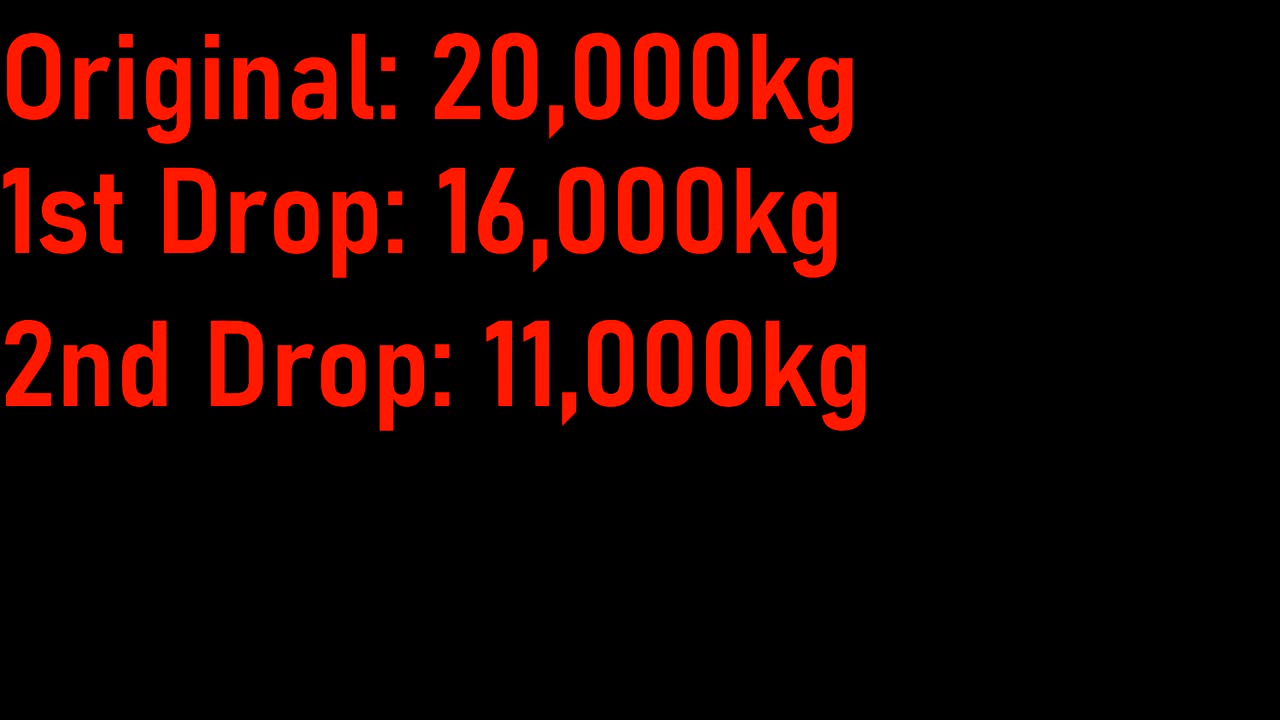 Original: 20,000kg
1st Drop: 16,000kg
2nd Drop: 11,000kg